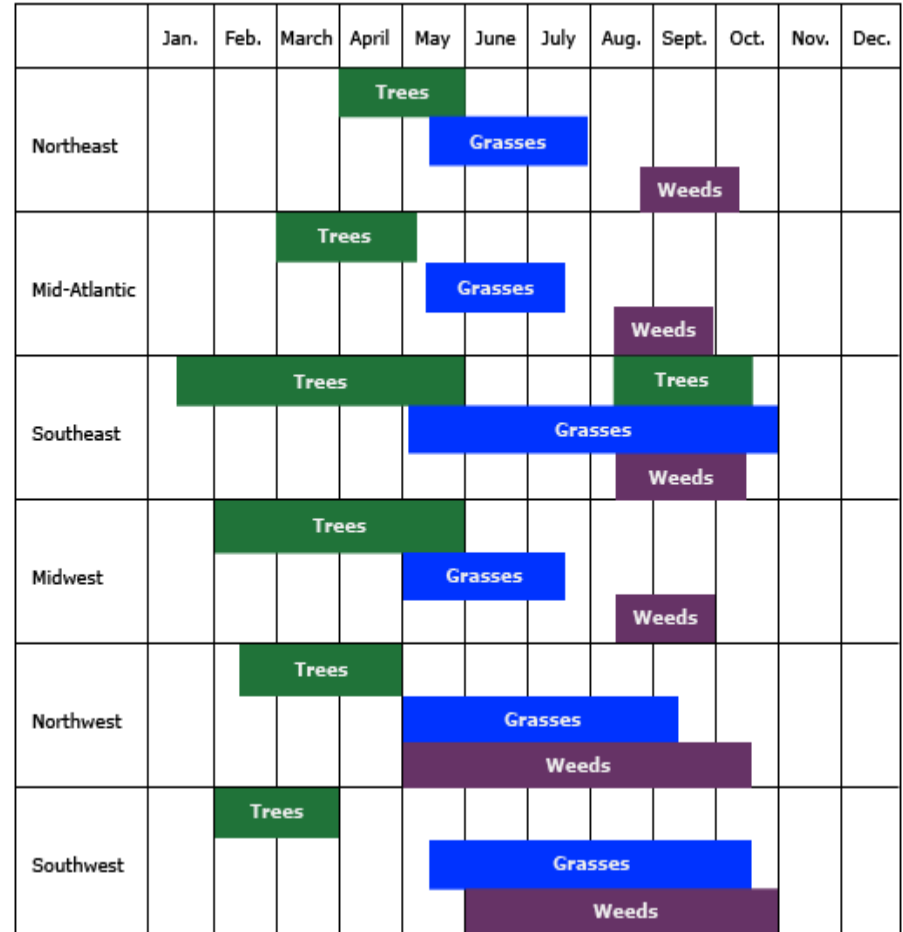 Jan. Feb. March April May June July Aug. Sept. Oct. Nov. Dec.
Trees
Northeast
Grasses
Weeds
Trees
Mid-Atlantic
Grasses
Weeds
Trees Trees
Southeast
Grasses
Weeds
Trees
Midwest
Grasses
Weeds
Trees
Northwest
Grasses
Weeds
Trees
Southwest
Grasses
Weeds